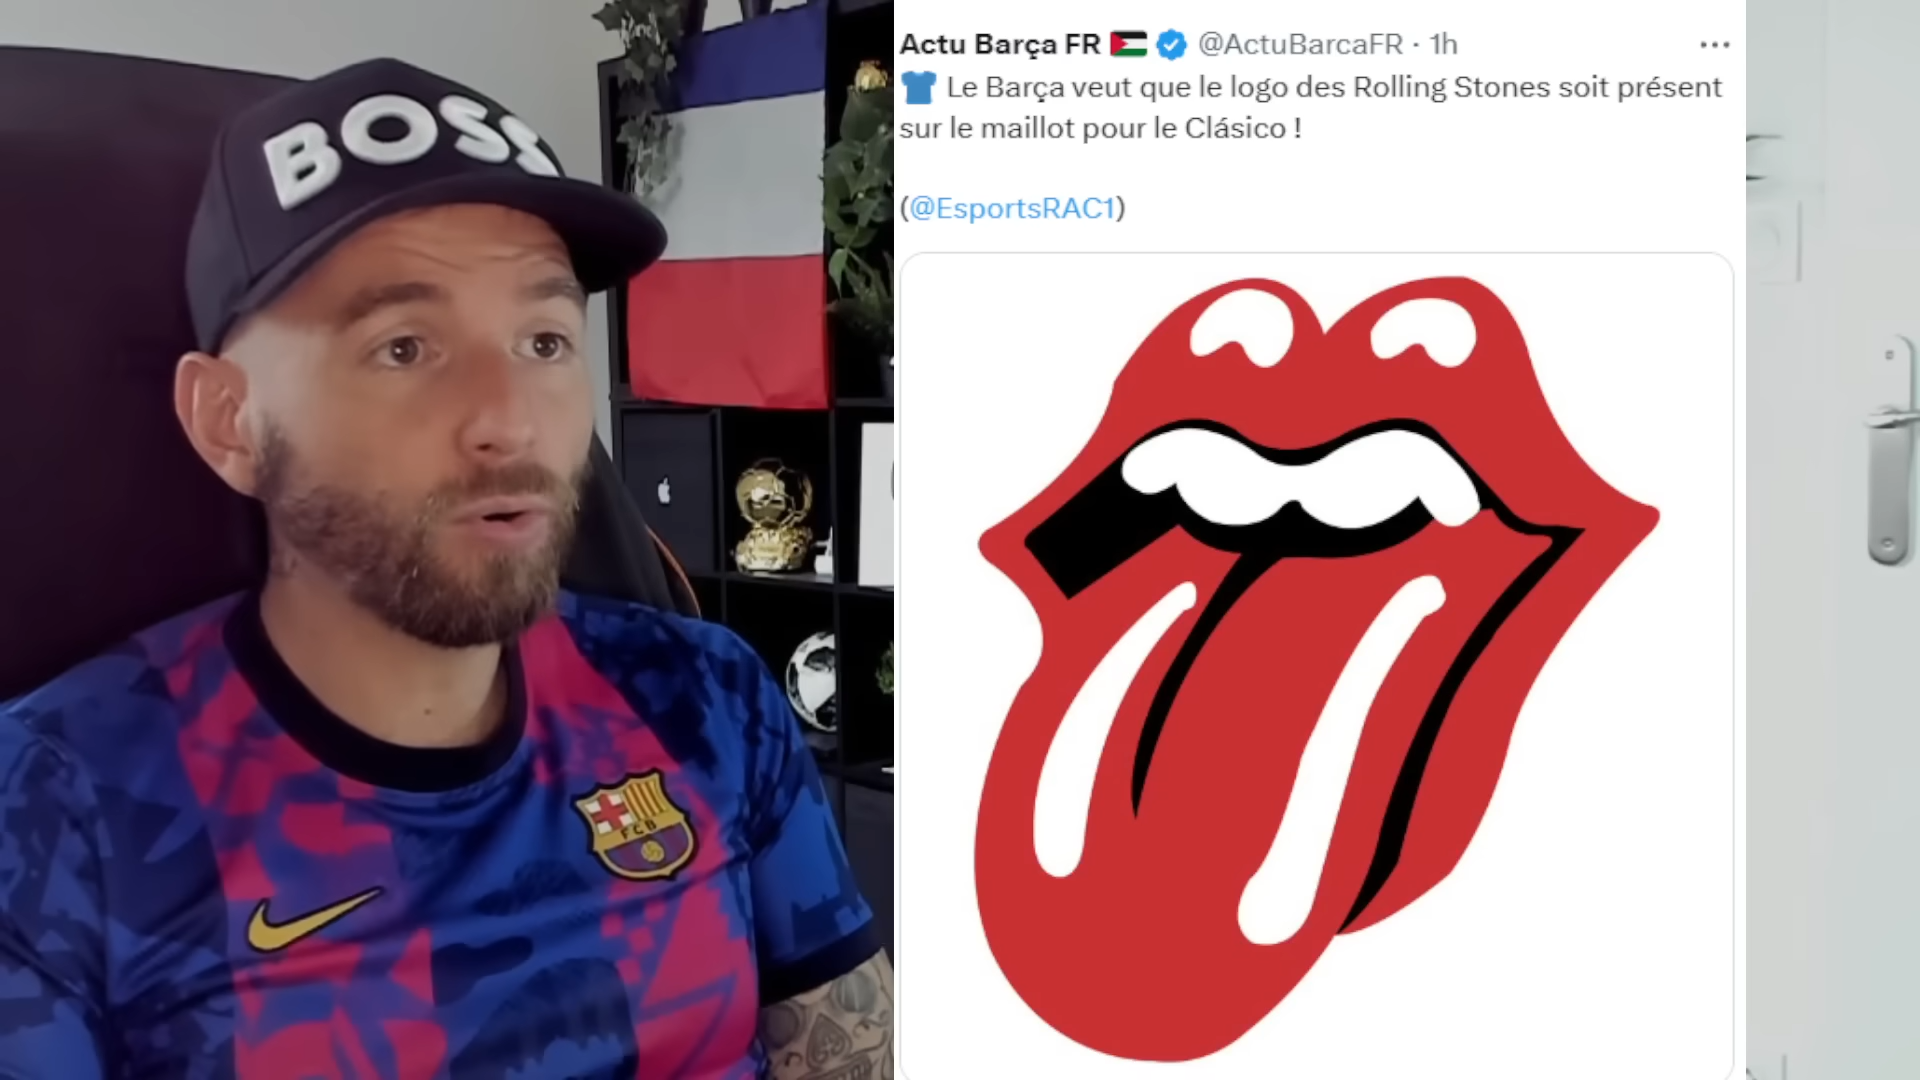 BOSS
Actu Barça FR 🇵🇸 @ActuBarcaFR · 1h
👕 Le Barça veut que le logo des Rolling Stones soit présent
sur le maillot pour le Clásico !
(@EsportsRAC1)
FCB